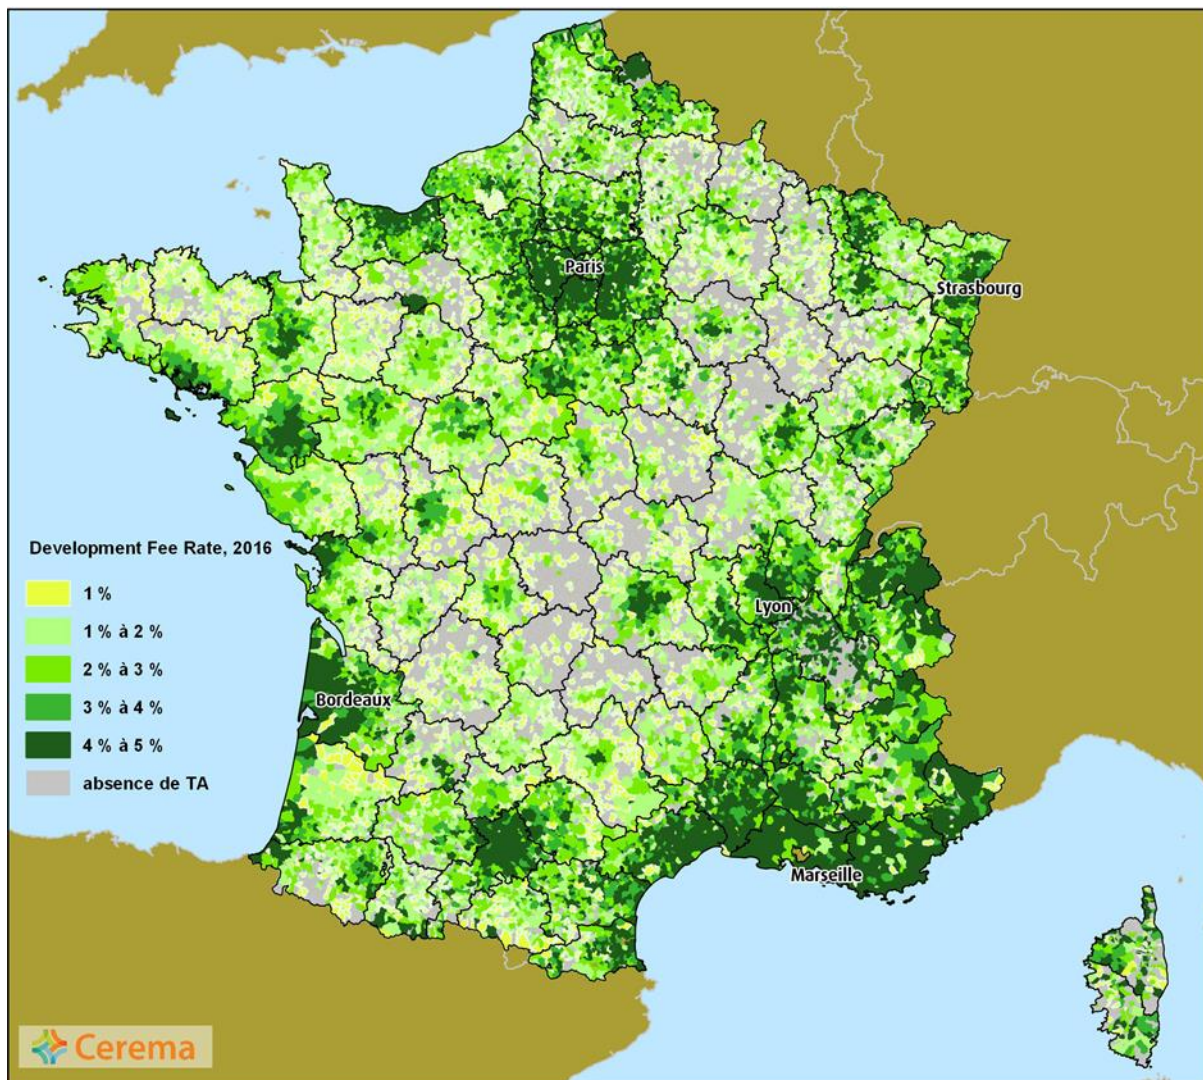 Paris
Strasbourg
Development Fee Rate, 2016
1 %
1 % à 2 %
2 % à 3 %
3 % à 4 %
4 % à 5 %
absence de TA
Lyon
Bordeaux
Marseille
Cerema